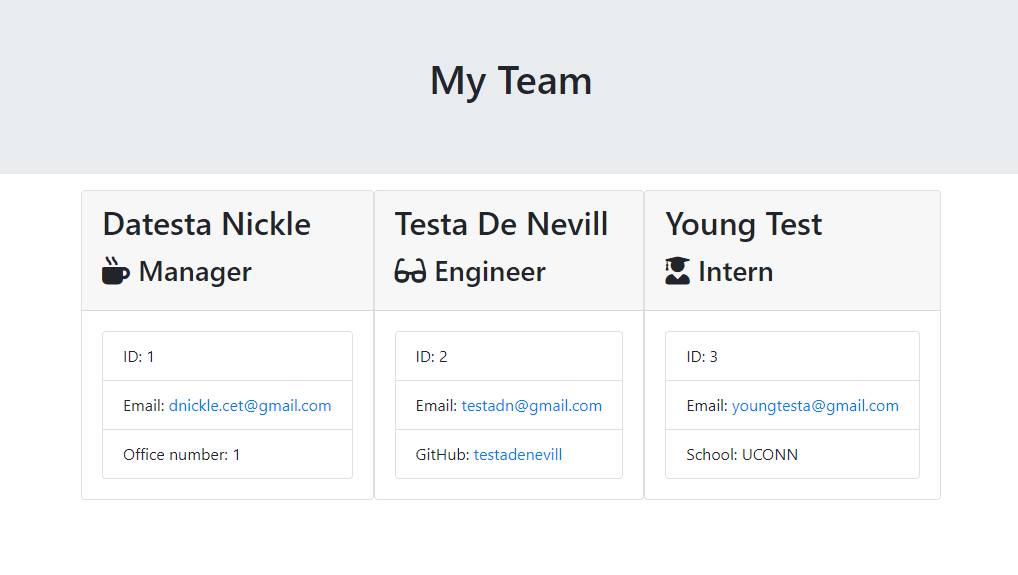 My Team
Datesta Nickle
Manager
ID: 1
Email: dnickle.cet@gmail.com
Office number: 1
Testa De Nevill
Engineer
ID: 2
Email: testadn@gmail.com
GitHub: testadenevill
Young Test
Intern
ID: 3
Email: youngtesta@gmail.com
School: UCONN